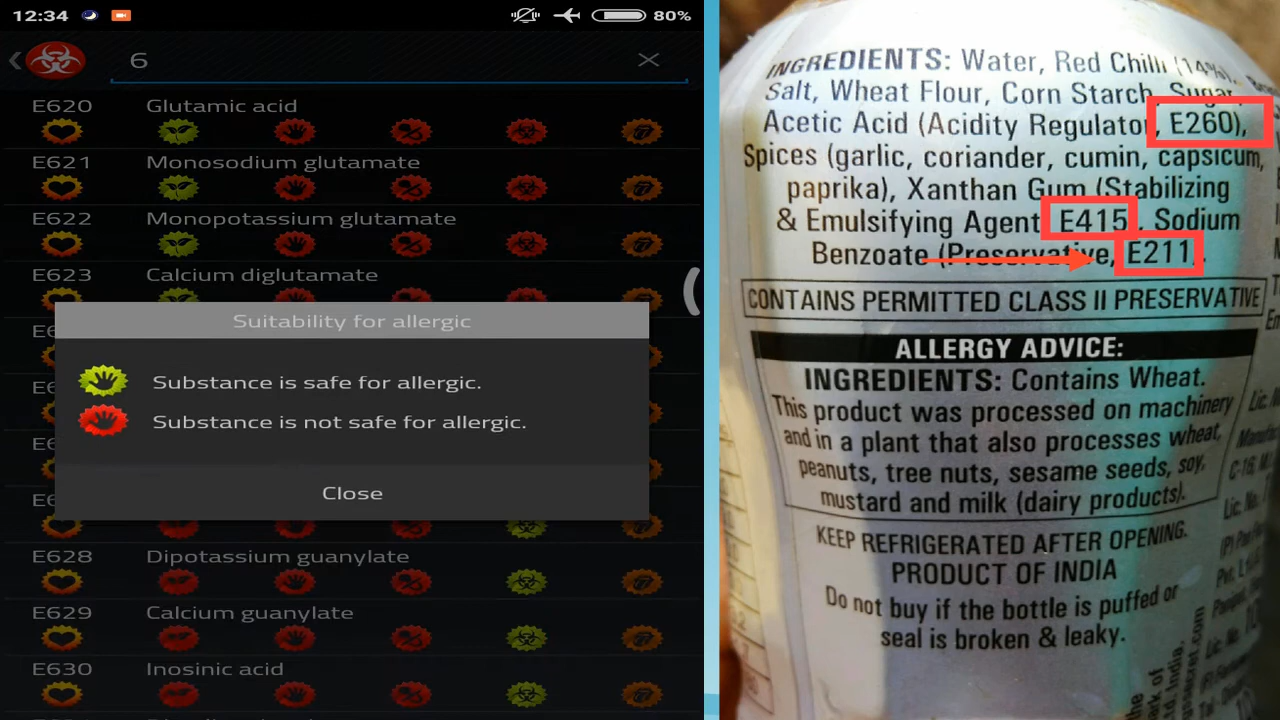 12:34
80%
6
E620 Glutamic acid
E621 Monosodium glutamate
E622 Monopotassium glutamate
E623 Calcium diglutamate
Suitability for allergic
Substance is safe for allergic.
Substance is not safe for allergic.
Close
E628 Dipotassium guanylate
E629 Calcium guanylate
E630 Inosinic acid
INGREDIENTS: Water, Red Chilli (14%),
Salt, Wheat Flour, Corn Starch, Sugar,
Acetic Acid (Acidity Regulator, E260),
Spices (garlic, coriander, cumin, capsicum,
paprika), Xanthan Gum (Stabilizing
& Emulsifying Agent E415), Sodium
Benzoate (Preservative, E211).
CONTAINS PERMITTED CLASS II PRESERVATIVE
ALLERGY ADVICE:
INGREDIENTS: Contains Wheat.
This product was processed on machinery
and in a plant that also processes wheat,
peanuts, tree nuts, sesame seeds, soy,
mustard and milk (dairy products).
KEEP REFRIGERATED AFTER OPENING.
PRODUCT OF INDIA
Do not buy if the bottle is puffed or
seal is broken & leaky.